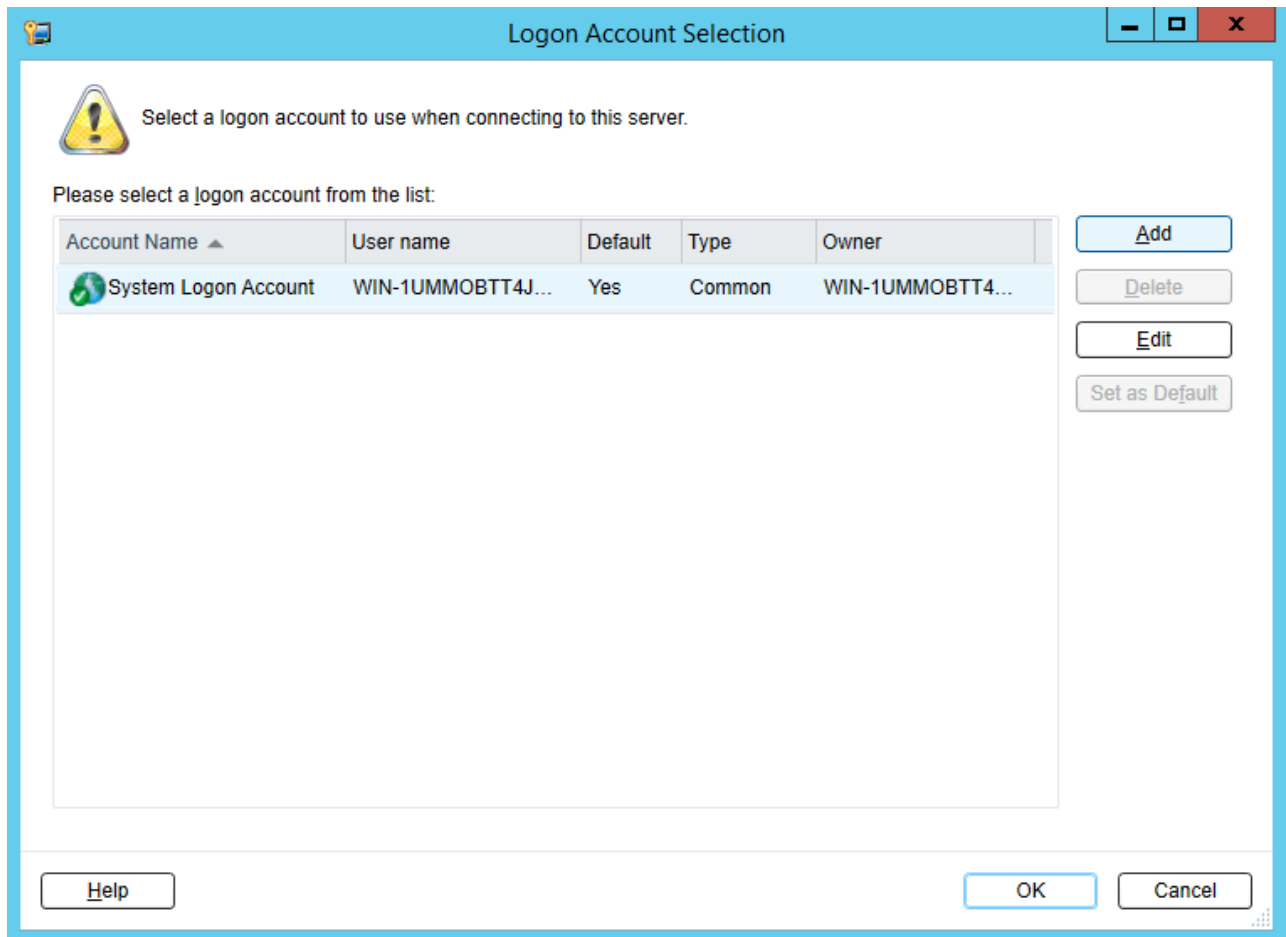 Logon Account Selection
Select a logon account to use when connecting to this server.
Please select a logon account from the list:
Account Name User name Default Type Owner
System Logon Account WIN-1UMMOBTT4J... Yes Common WIN-1UMMOBTT4...
Add
Delete
Edit
Set as Default
Help OK Cancel